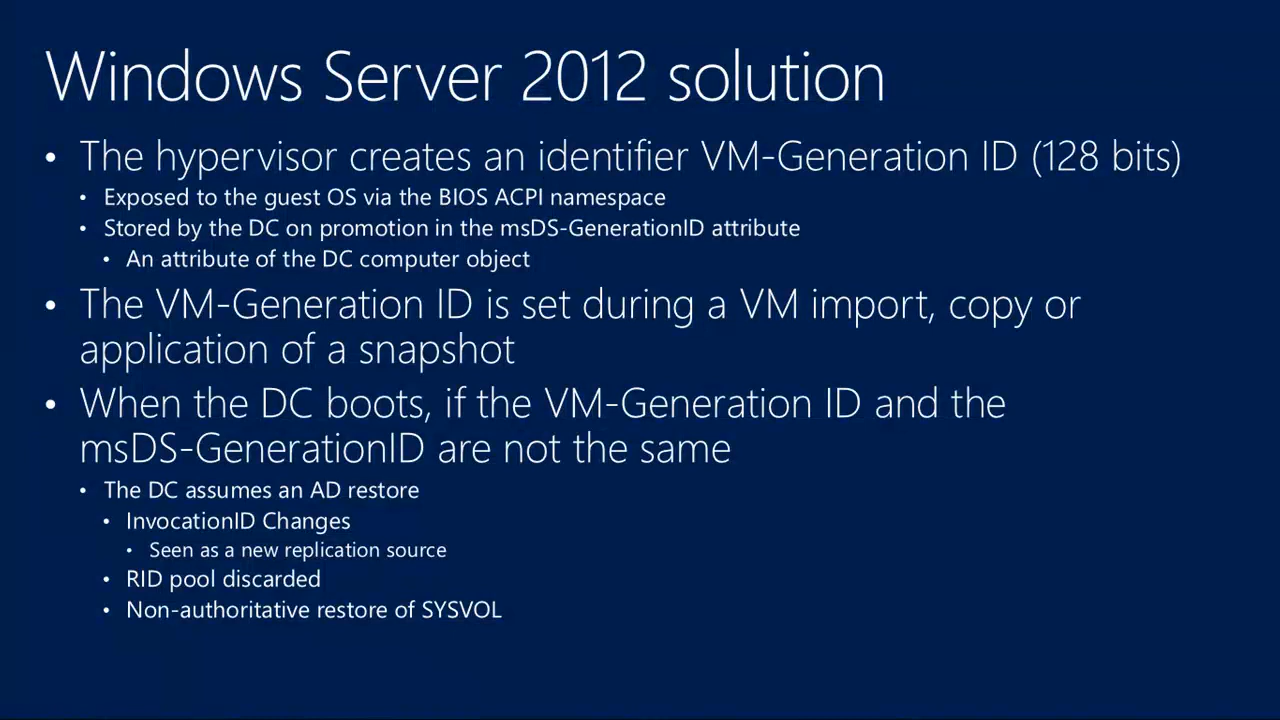 Windows Server 2012 solution
• The hypervisor creates an identifier VM-Generation ID (128 bits)
• Exposed to the guest OS via the BIOS ACPI namespace
• Stored by the DC on promotion in the msDS-GenerationID attribute
• An attribute of the DC computer object
• The VM-Generation ID is set during a VM import, copy or
application of a snapshot
• When the DC boots, if the VM-Generation ID and the
msDS-GenerationID are not the same
• The DC assumes an AD restore
• InvocationID Changes
• Seen as a new replication source
• RID pool discarded
• Non-authoritative restore of SYSVOL